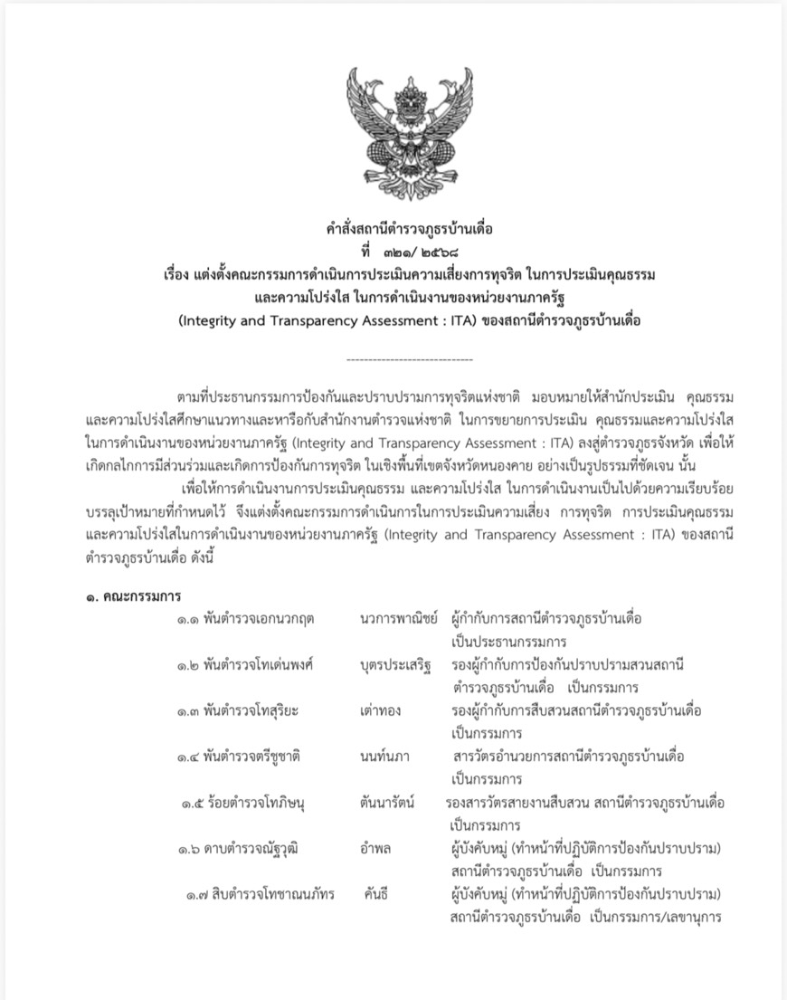 คำสั่งสถานีตำรวจภูธรบ้านเดื่อ
ที่ ๓๒๑/ ๒๕๖๘
เรื่อง แต่งตั้งคณะกรรมการดำเนินการประเมินความเสี่ยงการทุจริต ในการประเมินคุณธรรม
และความโปร่งใส ในการดำเนินงานของหน่วยงานภาครัฐ
(Integrity and Transparency Assessment : ITA) ของสถานีตำรวจภูธรบ้านเดื่อ
-----------------------------
ตามที่ประธานกรรมการป้องกันและปราบปรามการทุจริตแห่งชาติ มอบหมายให้สำนักประเมิน คุณธรรม
และความโปร่งใสศึกษาแนวทางและหารือกับสำนักงานตำรวจแห่งชาติ ในการขยายการประเมิน คุณธรรมและความโปร่งใส
ในการดำเนินงานของหน่วยงานภาครัฐ (Integrity and Transparency Assessment : ITA) ลงสู่ตำรวจภูธรจังหวัด เพื่อให้
เกิดกลไกการมีส่วนร่วมและเกิดการป้องกันการทุจริต ในเชิงพื้นที่เขตจังหวัดหนองคาย อย่างเป็นรูปธรรมที่ชัดเจน นั้น
เพื่อให้การดำเนินงานการประเมินคุณธรรม และความโปร่งใส ในการดำเนินงานเป็นไปด้วยความเรียบร้อย
บรรลุเป้าหมายที่กำหนดไว้ จึงแต่งตั้งคณะกรรมการดำเนินการในการประเมินความเสี่ยง การทุจริต การประเมินคุณธรรม
และความโปร่งใสในการดำเนินงานของหน่วยงานภาครัฐ (Integrity and Transparency Assessment : ITA) ของสถานี
ตำรวจภูธรบ้านเดื่อ ดังนี้
๑. คณะกรรมการ
๑.๑ พันตำรวจเอกนวกฤต นวการพาณิชย์ ผู้กำกับการสถานีตำรวจภูธรบ้านเดื่อ
เป็นประธานกรรมการ
๑.๒ พันตำรวจโทเด่นพงศ์ บุตรประเสริฐ รองผู้กำกับการป้องกันปราบปรามสวนสถานี
ตำรวจภูธรบ้านเดื่อ เป็นกรรมการ
๑.๓ พันตำรวจโทสุริยะ เต่าทอง รองผู้กำกับการสืบสวนสถานีตำรวจภูธรบ้านเดื่อ
เป็นกรรมการ
๑.๔ พันตำรวจตรีชูชาติ นนท์นภา สารวัตรอำนวยการสถานีตำรวจภูธรบ้านเดื่อ
เป็นกรรมการ
๑.๕ ร้อยตำรวจโทภิษนุ ตันนารัตน์ รองสารวัตรสายงานสืบสวน สถานีตำรวจภูธรบ้านเดื่อ
เป็นกรรมการ
๑.๖ ดาบตำรวจณัฐวุฒิ อำพล ผู้บังคับหมู่ (ทำหน้าที่ปฏิบัติการป้องกันปราบปราม)
สถานีตำรวจภูธรบ้านเดื่อ เป็นกรรมการ
๑.๗ สิบตำรวจโทชาณนภัทร คันธี ผู้บังคับหมู่ (ทำหน้าที่ปฏิบัติการป้องกันปราบปราม)
สถานีตำรวจภูธรบ้านเดื่อ เป็นกรรมการ/เลขานุการ